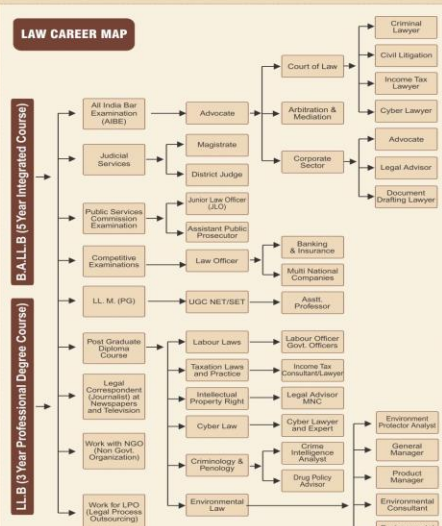 LAW CAREER MAP
B.A.LL.B (5 Year Integrated Course)
LL.B (3 Year Professional Degree Course)
All India Bar
Examination
(AIBE)
Judicial
Services
Public Services
Commission
Examination
Competitive
Examinations
LL. M. (PG)
Post Graduate
Diploma
Course
Legal
Correspondent
(Journalist) at
Newspapers
and Television
Work with NGO
(Non Govt.
Organization)
Work for LPO
(Legal Process
Outsourcing)
Advocate
Magistrate
District Judge
Junior Law Officer
(JLO)
Assistant Public
Prosecutor
Law Officer
UGC NET/SET
Labour Laws
Taxation Laws
and Practice
Intellectual
Property Right
Cyber Law
Criminology &
Penology
Environmental
Law
Court of Law
Arbitration &
Mediation
Corporate
Sector
Banking
& Insurance
Multi National
Companies
Asstt.
Professor
Labour Officer
Govt. Officers
Income Tax
Consultant/Lawyer
Legal Advisor
MNC
Cyber Lawyer
and Expert
Crime
Intelligence
Analyst
Drug Policy
Advisor
Criminal
Lawyer
Civil Litigation
Income Tax
Lawyer
Cyber Lawyer
Advocate
Legal Advisor
Document
Drafting Lawyer
Environment
Protector Analyst
General
Manager
Product
Manager
Environmental
Consultant